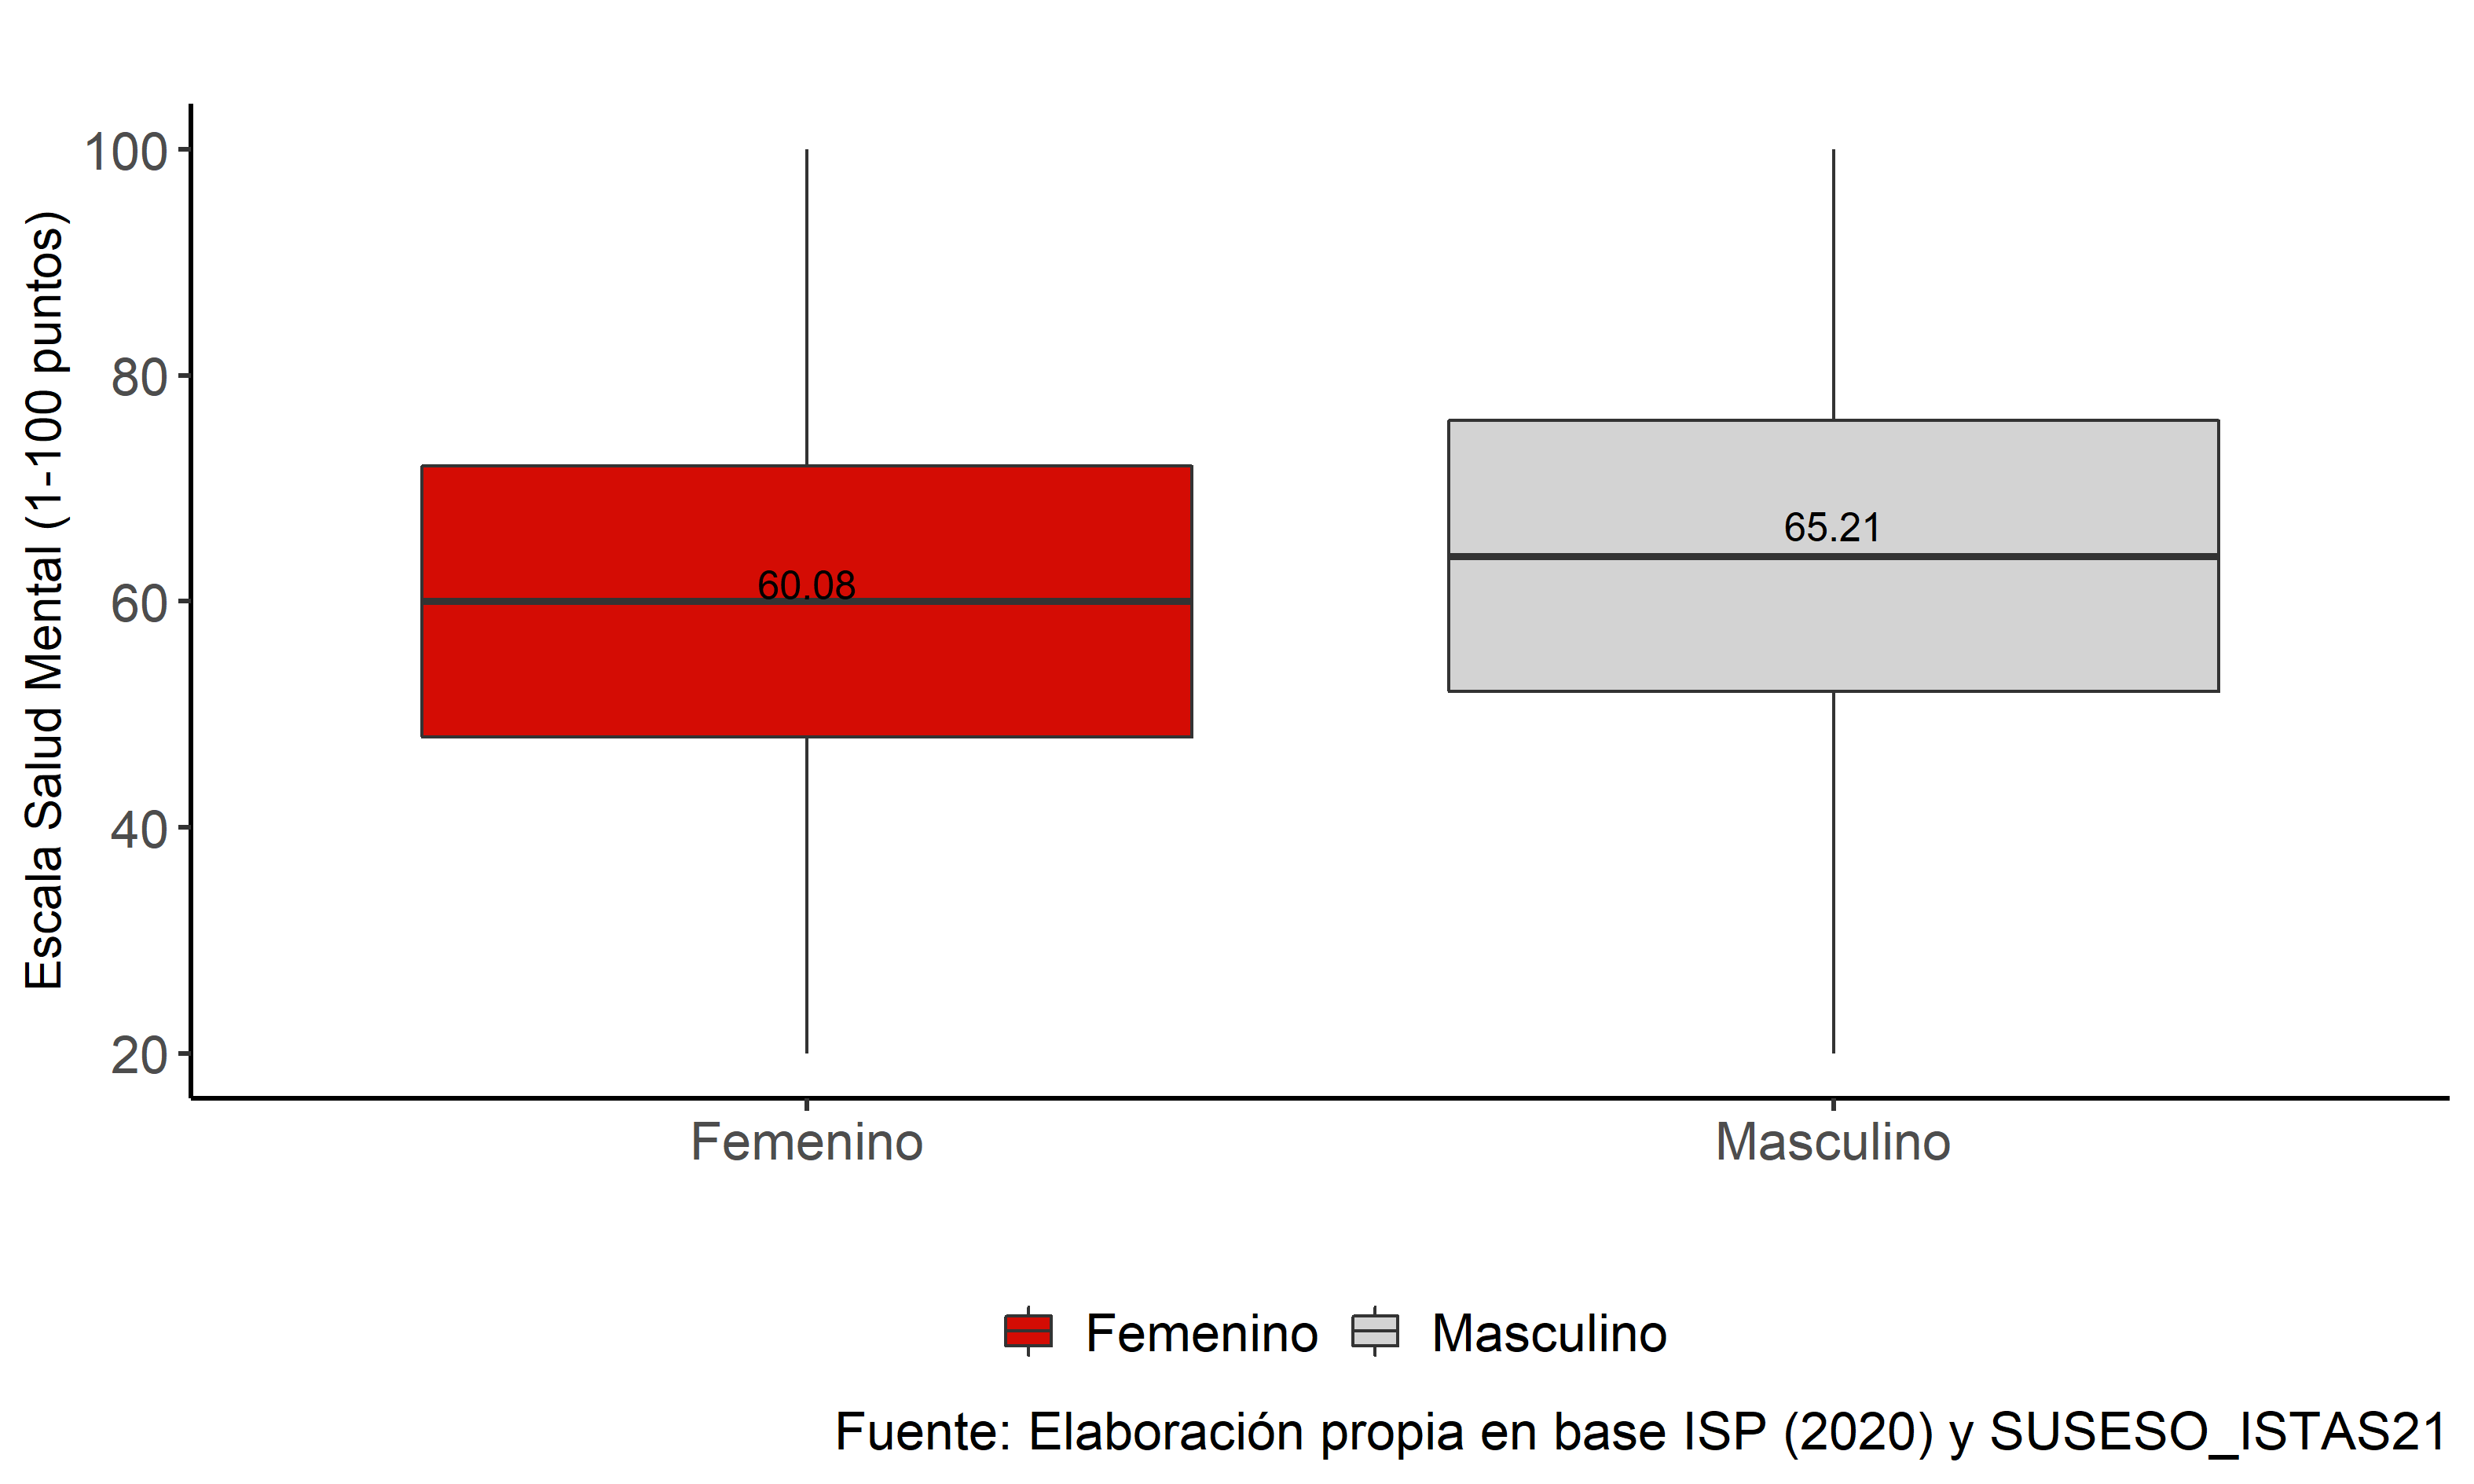 Escala Salud Mental (1-100 puntos)
100
80
60
40
20
60.08
65.21
Femenino
Masculino
Femenino
Masculino
Fuente: Elaboración propia en base ISP (2020) y SUSESO_ISTAS21